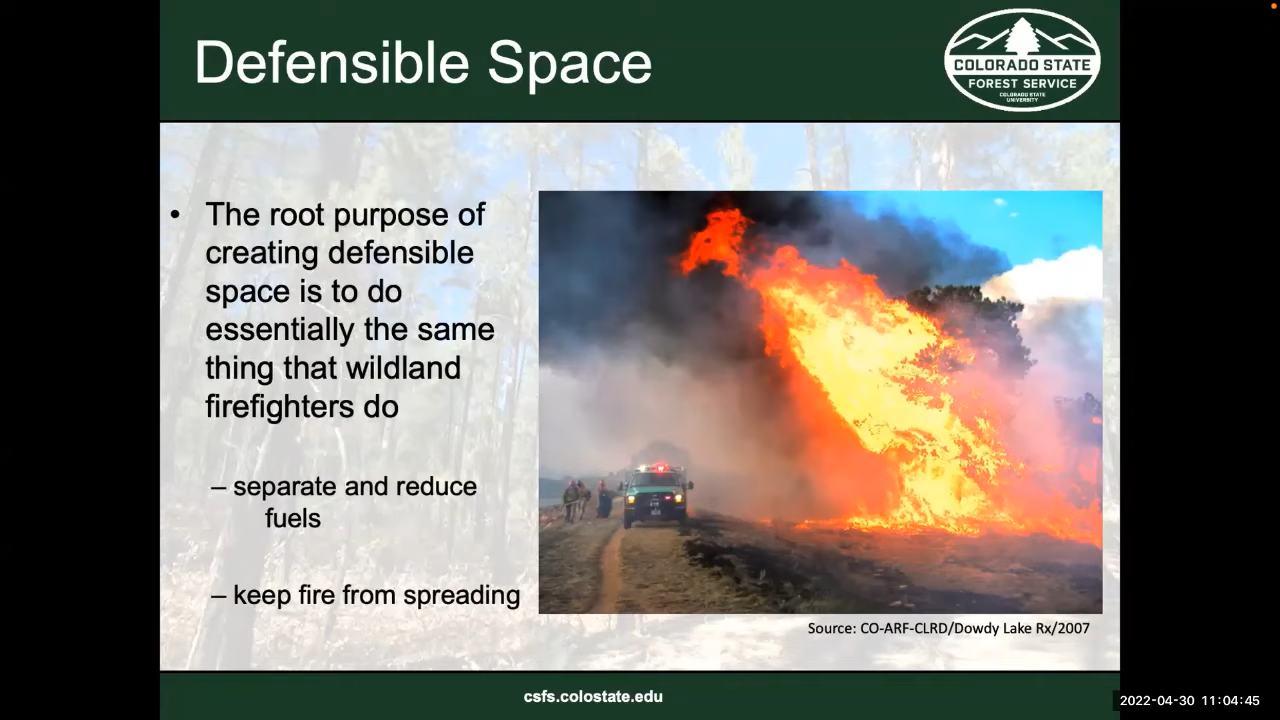 Defensible Space
COLORADO STATE
FOREST SERVICE
COLORADO STATE
UNIVERSITY
• The root purpose of
creating defensible
space is to do
essentially the same
thing that wildland
firefighters do
– separate and reduce
fuels
– keep fire from spreading
Source: CO-ARF-CLRD/Dowdy Lake Rx/2007
csfs.colostate.edu
2022-04-30 11:04:45